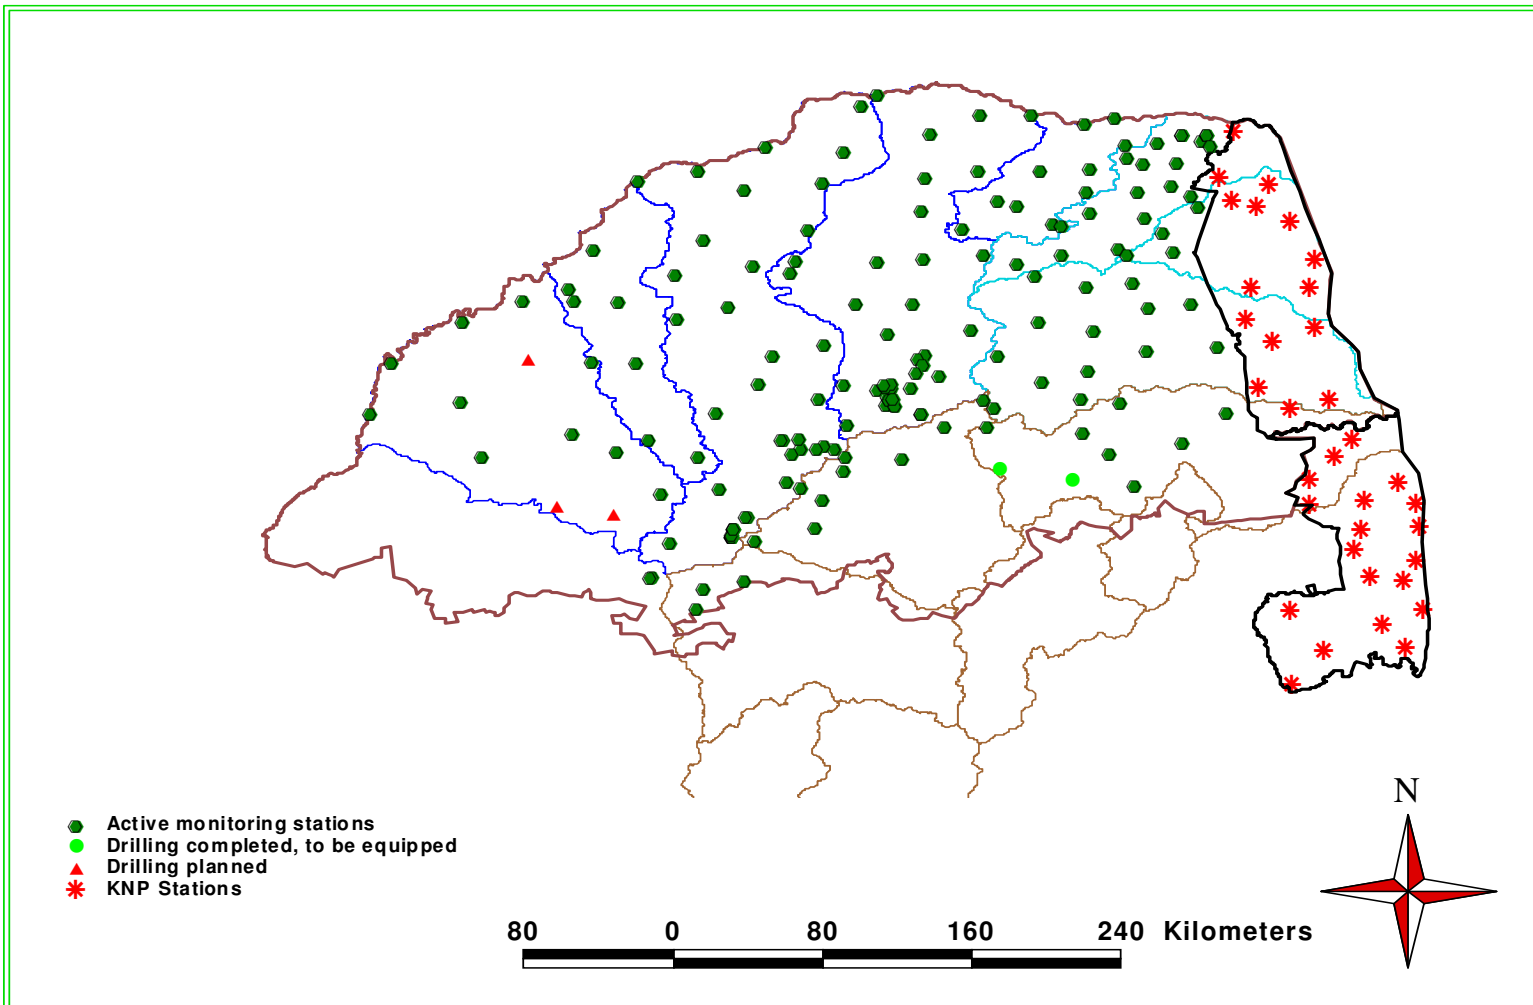 N
Active monitoring stations
Drilling completed, to be equipped
Drilling planned
KNP Stations
80 0 80 160 240 Kilometers